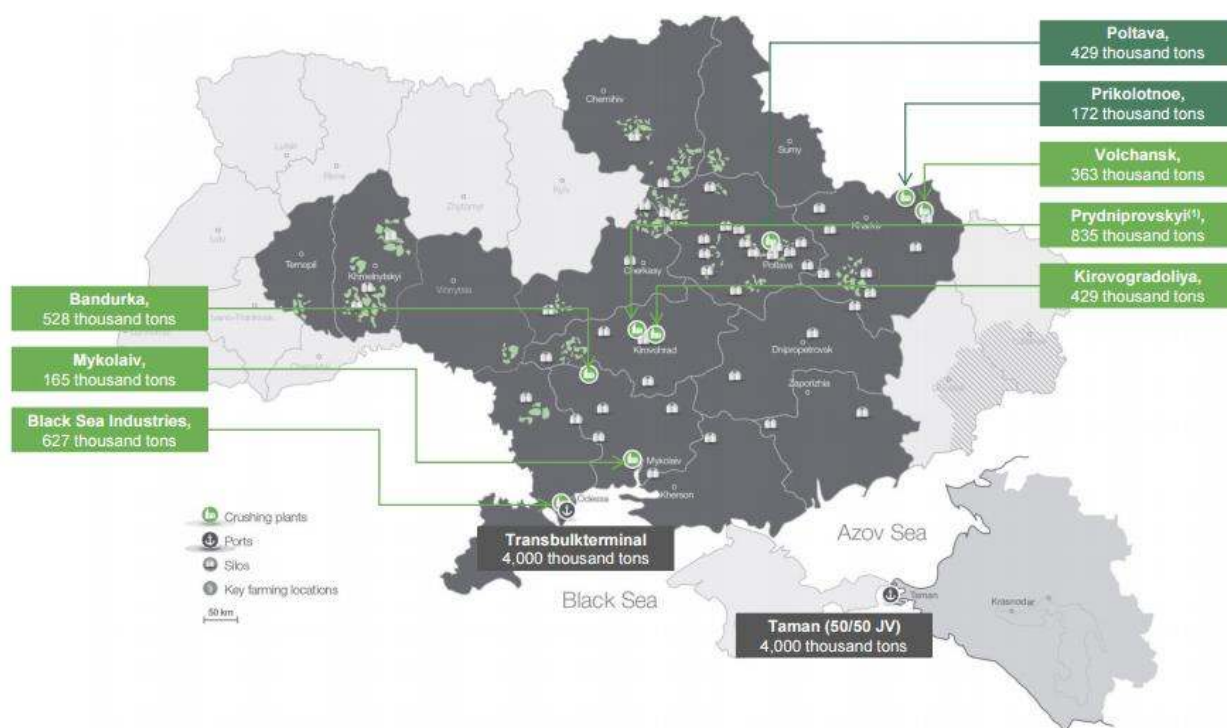 Poltava,
429 thousand tons
Prikolotnoe,
172 thousand tons
Volchansk,
363 thousand tons
Prydniprovskyi(1),
835 thousand tons
Kirovogradoliya,
429 thousand tons
Bandurka,
528 thousand tons
Mykolaiv,
165 thousand tons
Black Sea Industries,
627 thousand tons
Chernihiv
Sumy
Kyiv
Zhytomyr
Rivne
Kharkiv
Poltava
Cherkasy
Ternopil
Khmelnytskyi
Vinnytsia
Kirovohrad
Dnipropetrovsk
Zaporizhia
Mykolaiv
Kherson
Odessa
Crushing plants
Ports
Silos
Key farming locations
50 km
Transbulkterminal
4,000 thousand tons
Azov Sea
Black Sea
Taman
Krasnodar
Taman (50/50 JV)
4,000 thousand tons